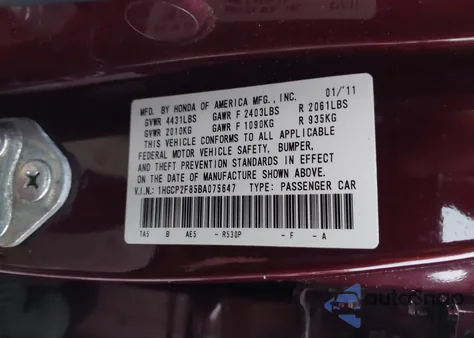 MFD. BY HONDA OF AMERICA MFG., INC. 01/'11
GVWR 4431LBS GAWR F 2403LBS R 2061LBS
GVWR 2010KG GAWR F 1090KG R 935KG
THIS VEHICLE CONFORMS TO ALL APPLICABLE
FEDERAL MOTOR VEHICLE SAFETY, BUMPER,
AND THEFT PREVENTION STANDARDS IN EFFECT
ON THE DATE OF MANUFACTURE SHOWN ABOVE.
V.I.N.: 1HGCP2F85BA075647 TYPE: PASSENGER CAR
TA5 B AE5 - R530P - F - A
autoSnap